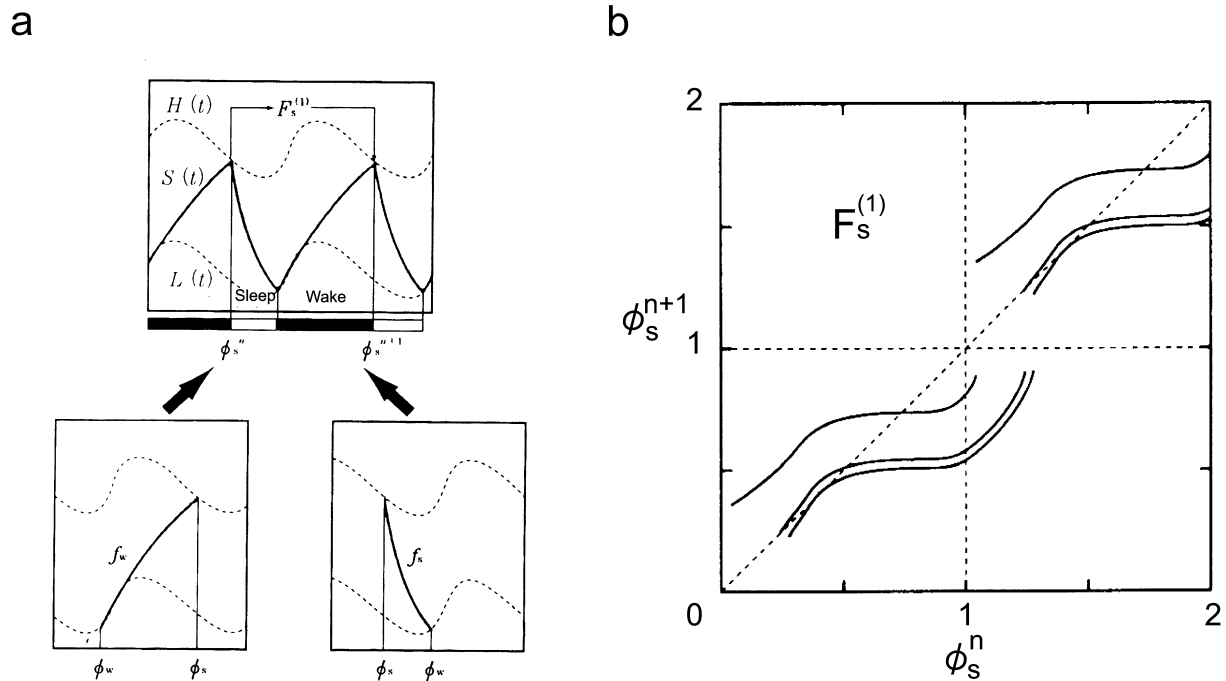 a
H (t)
F_s^(1)
S (t)
L (t)
Sleep
Wake
ϕ_s^n
ϕ_s^n+1
f_w
ϕ_w
ϕ_s
f_s
ϕ_s
ϕ_w
b
2
F_s^(1)
ϕ_s^n+1
1
0
1
2
ϕ_s^n